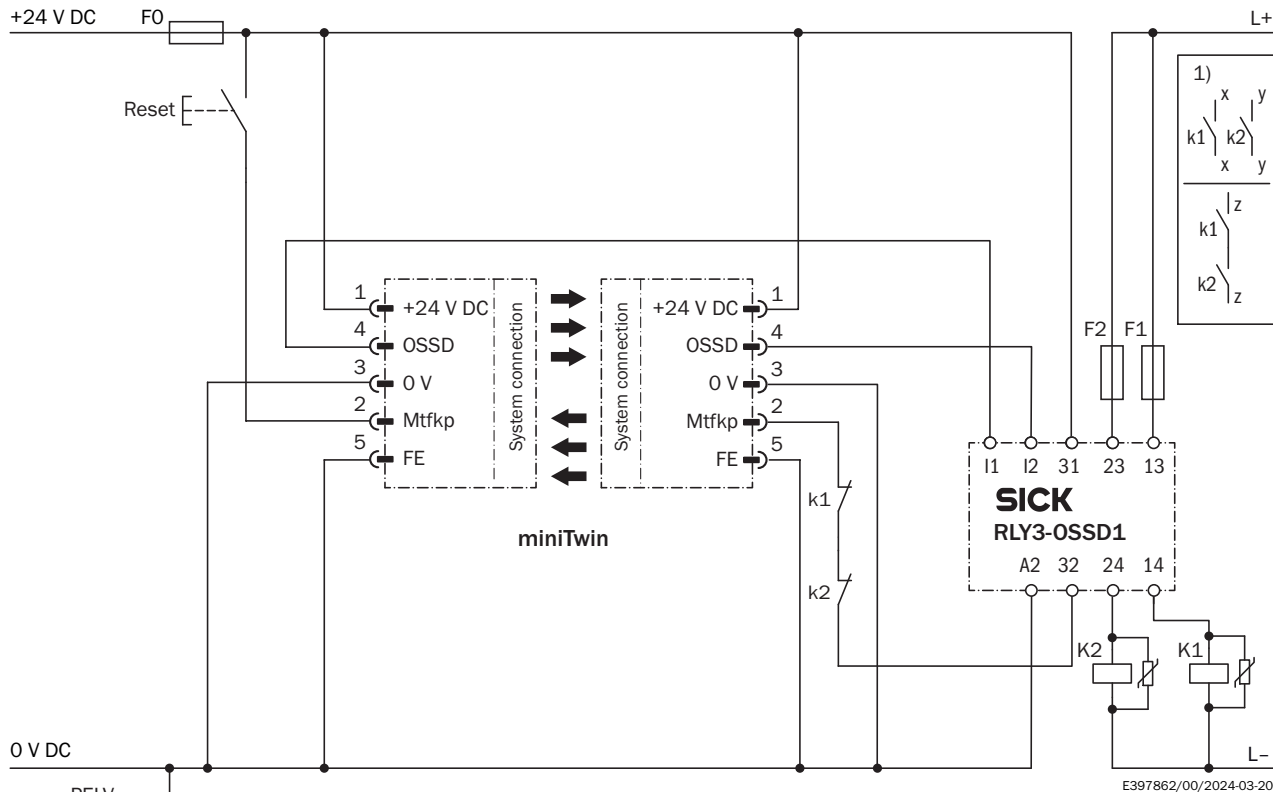 +24 V DC F0 L+
Reset
1)
x y
k1 k2
x y
z
k1
k2
z
1 +24 V DC
4 OSSD
3 0 V
2 Mtfkp
5 FE
System connection
System connection
+24 V DC 1
OSSD 4
0 V 3
Mtfkp 2
FE 5
miniTwin
k1
k2
F2 F1
I1 I2 31 23 13
SICK
RLY3-OSSD1
A2 32 24 14
K2 K1
0 V DC L–
PELV
E397862/00/2024-03-20